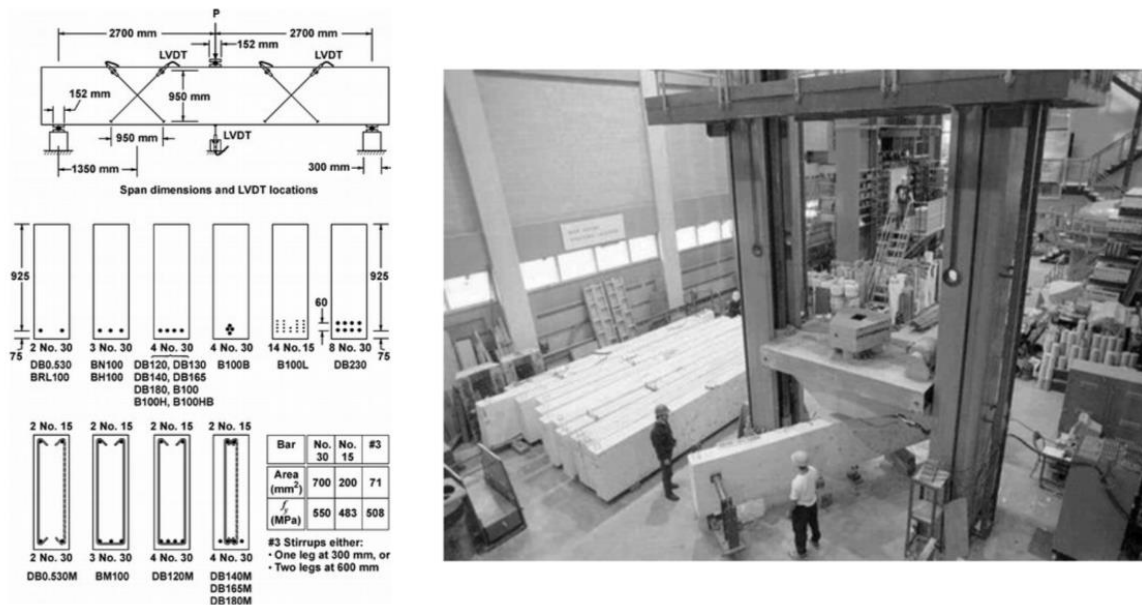 P
2700 mm 2700 mm
152 mm
LVDT LVDT
152 mm 950 mm
950 mm LVDT
1350 mm 300 mm
Span dimensions and LVDT locations
925 925
60
75 75
2 No. 30 3 No. 30 4 No. 30 4 No. 30 14 No. 15 8 No. 30
DB0.530 BN100 DB120, DB130 B100B B100L DB230
BRL100 BH100 DB140, DB165
DB180, B100
B100H, B100HB
2 No. 15 2 No. 15 2 No. 15 2 No. 15
Bar No. 30 No. 15 #3
Area (mm²) 700 200 71
fy (MPa) 550 483 508
#3 Stirrups either:
· One leg at 300 mm, or
· Two legs at 600 mm
2 No. 30 3 No. 30 4 No. 30 4 No. 30
DB0.530M BM100 DB120M DB140M
DB165M
DB180M